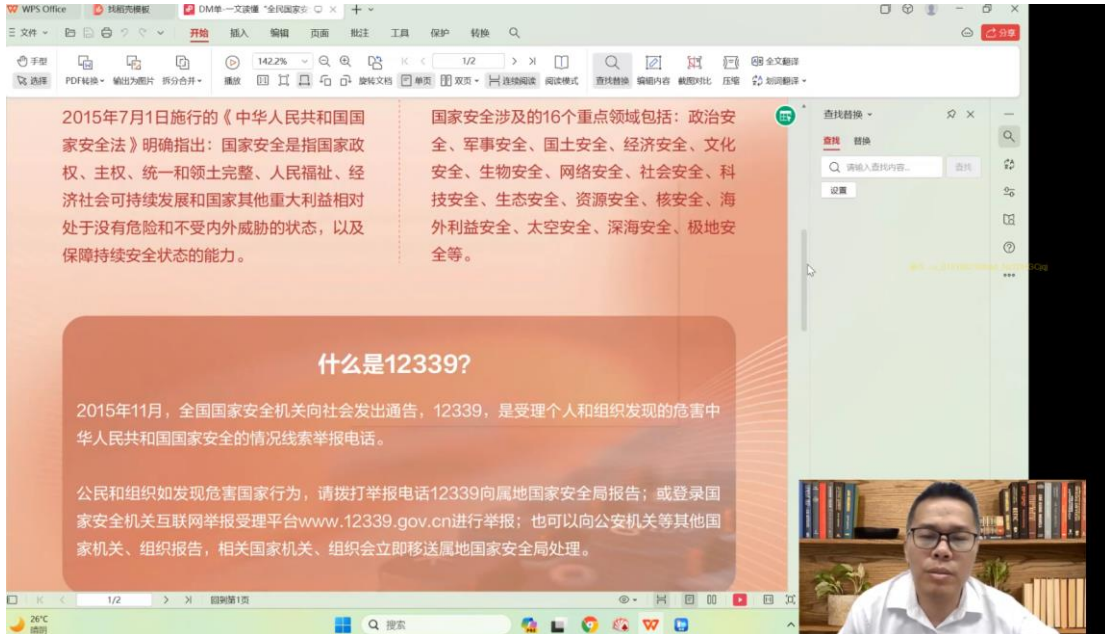 WPS Office
找稻壳模板
DM单-一文读懂 "全民国家安
文件
开始
插入
编辑
页面
批注
工具
保护
转换
分享
手型
选择
PDF转换
输出为图片
拆分合并
播放
142.2%
旋转文档
1/2
单页
双页
连续阅读
阅读模式
查找替换
编辑内容
截图对比
压缩
全文翻译
划词翻译
2015年7月1日施行的《中华人民共和国国
家安全法》明确指出：国家安全是指国家政
权、主权、统一和领土完整、人民福祉、经
济社会可持续发展和国家其他重大利益相对
处于没有危险和不受内外威胁的状态，以及
保障持续安全状态的能力。
国家安全涉及的16个重点领域包括：政治安
全、军事安全、国土安全、经济安全、文化
安全、生物安全、网络安全、社会安全、科
技安全、生态安全、资源安全、核安全、海
外利益安全、太空安全、深海安全、极地安
全等。
什么是12339?
2015年11月，全国国家安全机关向社会发出通告，12339，是受理个人和组织发现的危害中
华人民共和国国家安全的情况线索举报电话。
公民和组织如发现危害国家行为，请拨打举报电话12339向属地国家安全局报告；或登录国
家安全机关互联网举报受理平台www.12339.gov.cn进行举报；也可以向公安机关等其他国
家机关、组织报告，相关国家机关、组织会立即移送属地国家安全局处理。
查找替换
查找
替换
请输入查找内容...
查找
设置
1/2
回到第1页
26°C
晴朗
搜索